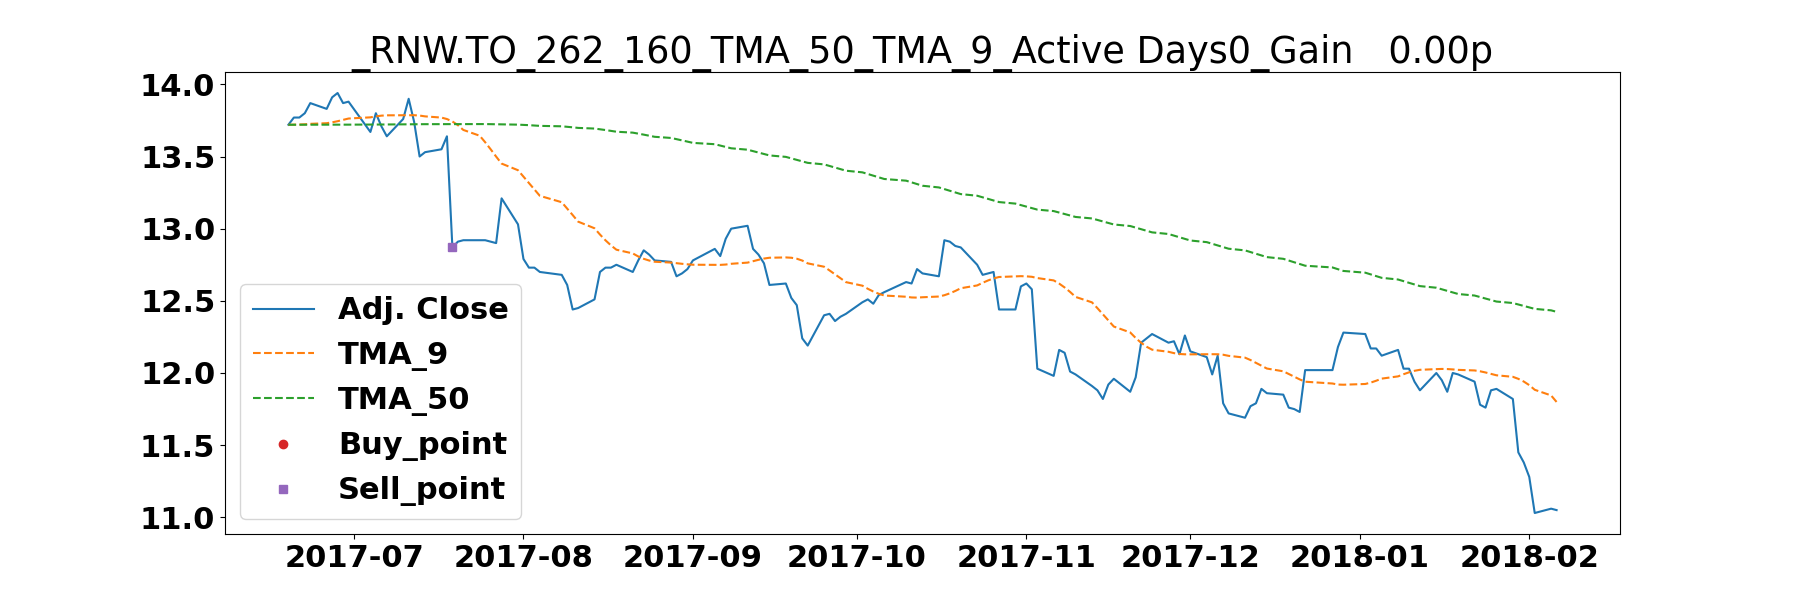 _RNW.TO_262_160_TMA_50_TMA_9_Active Days0_Gain   0.00p
14.0
13.5
13.0
12.5
12.0
11.5
11.0
Adj. Close
TMA_9
TMA_50
Buy_point
Sell_point
2017-07 2017-08 2017-09 2017-10 2017-11 2017-12 2018-01 2018-02